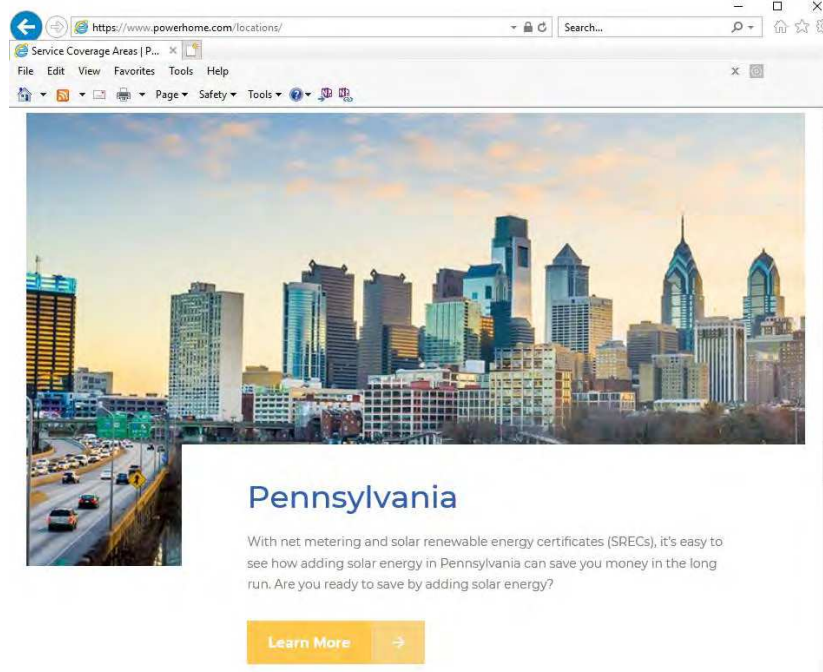 https://www.powerhome.com/locations/
Search...
Service Coverage Areas | P...
File Edit View Favorites Tools Help
x
Page Safety Tools
Pennsylvania
With net metering and solar renewable energy certificates (SRECs), it's easy to
see how adding solar energy in Pennsylvania can save you money in the long
run. Are you ready to save by adding solar energy?
Learn More